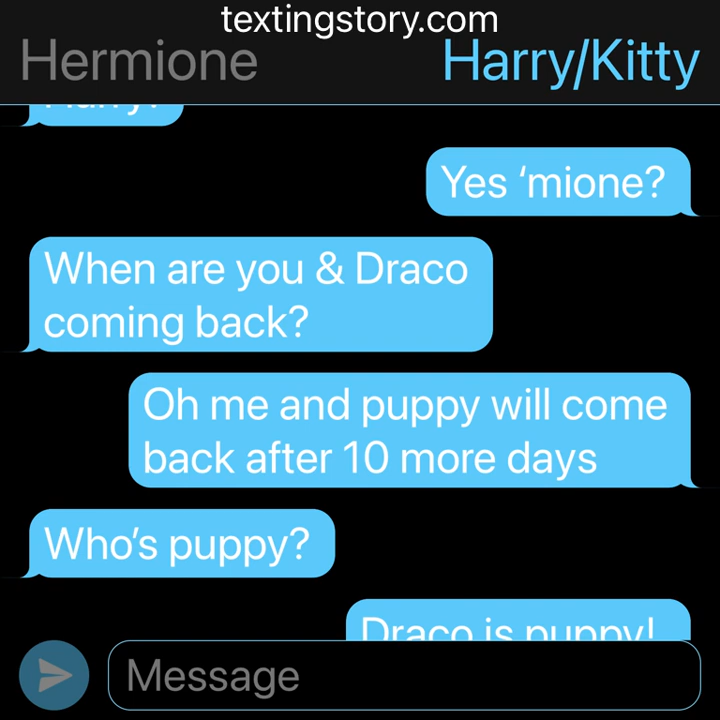 textingstory.com
Hermione
Harry/Kitty
Yes ‘mione?
When are you & Draco
coming back?
Oh me and puppy will come
back after 10 more days
Who’s puppy?
Draco is puppy!
Message